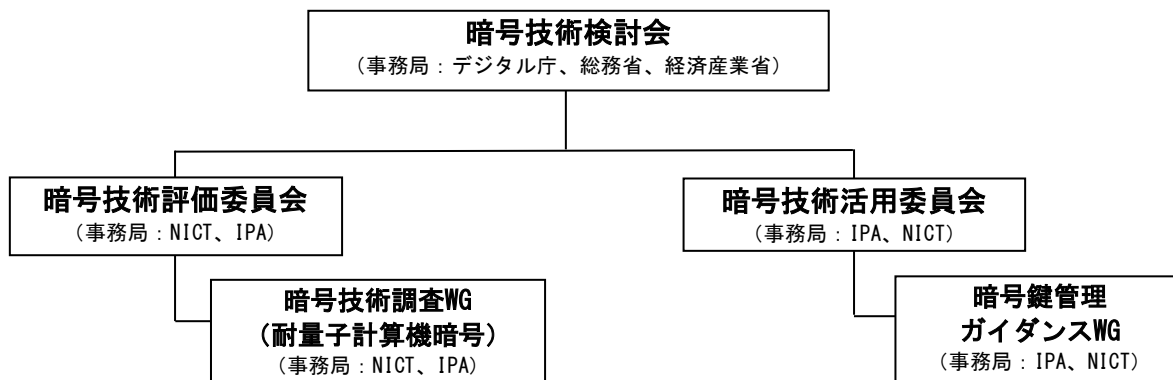 暗号技術検討会
(事務局:デジタル庁、総務省、経済産業省)
暗号技術評価委員会
(事務局:NICT、IPA)
暗号技術活用委員会
(事務局:IPA、NICT)
暗号技術調査WG
(耐量子計算機暗号)
(事務局:NICT、IPA)
暗号鍵管理
ガイダンスWG
(事務局:IPA、NICT)